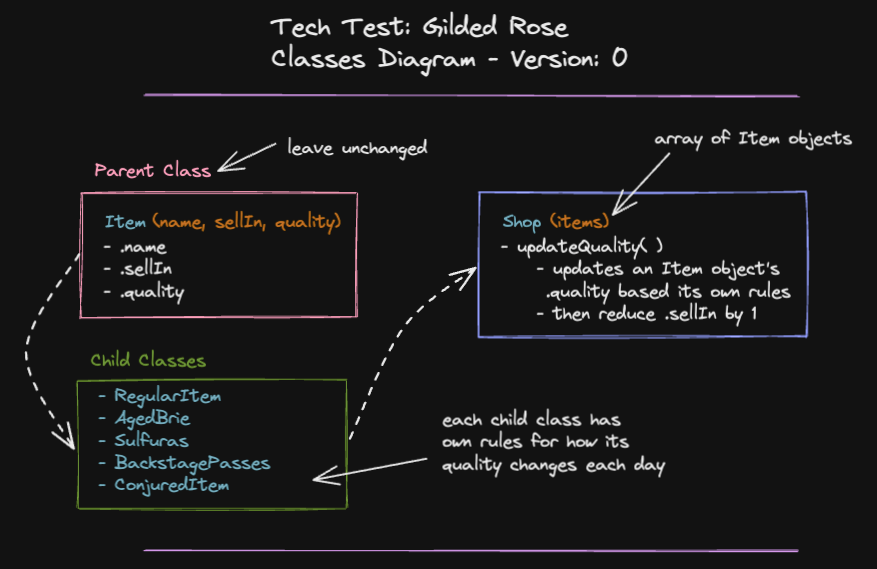 Tech Test: Gilded Rose
Classes Diagram - Version: 0
leave unchanged
Parent Class
Item (name, sellIn, quality)
- .name
- .sellIn
- .quality
array of Item objects
Shop (items)
- updateQuality( )
- updates an Item object's
.quality based its own rules
- then reduce .sellIn by 1
Child Classes
- RegularItem
- AgedBrie
- Sulfuras
- BackstagePasses
- ConjuredItem
each child class has
own rules for how its
quality changes each day